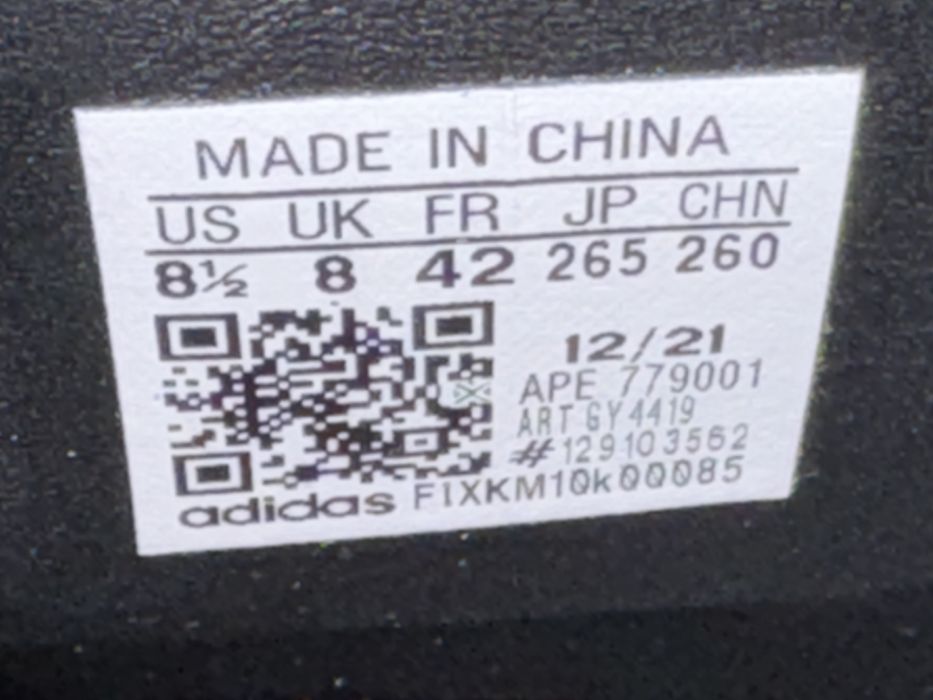 MADE IN CHINA
US UK FR JP CHN
8½ 8 42 265 260
12/21
APE 779001
ART GY4419
#129103562
adidas F1XKM10k00085